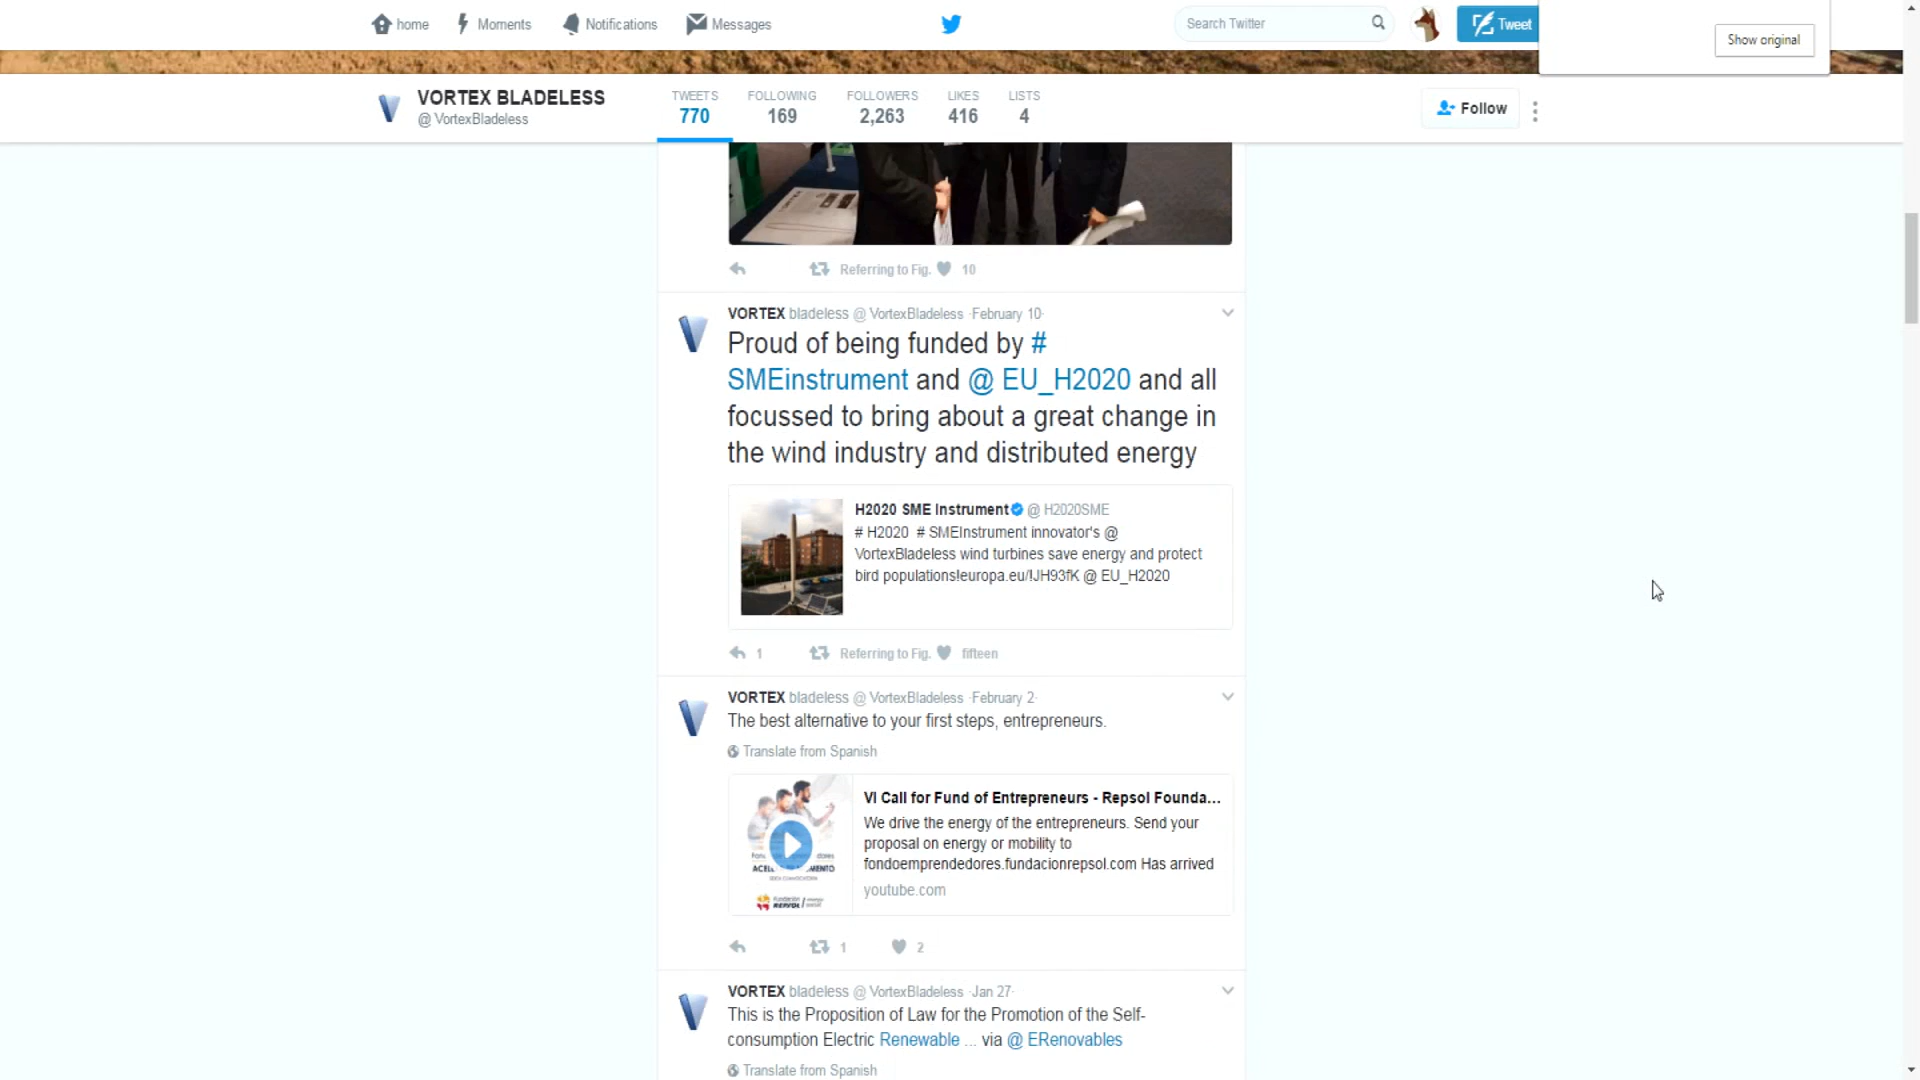 home
Moments
Notifications
Messages
Search Twitter
Tweet
Show original
VORTEX BLADELESS
@ VortexBladeless
TWEETS
770
FOLLOWING
169
FOLLOWERS
2,263
LIKES
416
LISTS
4
Follow
Referring to Fig. 10
VORTEX bladeless @ VortexBladeless ·February 10·
Proud of being funded by #
SMEinstrument and @ EU_H2020 and all
focussed to bring about a great change in
the wind industry and distributed energy
H2020 SME Instrument @ H2020SME
# H2020 # SMEInstrument innovator's @
VortexBladeless wind turbines save energy and protect
bird populations!europa.eu/!JH93fK @ EU_H2020
1 Referring to Fig. fifteen
VORTEX bladeless @ VortexBladeless ·February 2·
The best alternative to your first steps, entrepreneurs.
Translate from Spanish
VI Call for Fund of Entrepreneurs - Repsol Founda...
We drive the energy of the entrepreneurs. Send your
proposal on energy or mobility to
fondoemprendedores.fundacionrepsol.com Has arrived
youtube.com
Fundación
REPSOL
1 2
VORTEX bladeless @ VortexBladeless ·Jan 27·
This is the Proposition of Law for the Promotion of the Self-
consumption Electric Renewable ... via @ ERenovables
Translate from Spanish